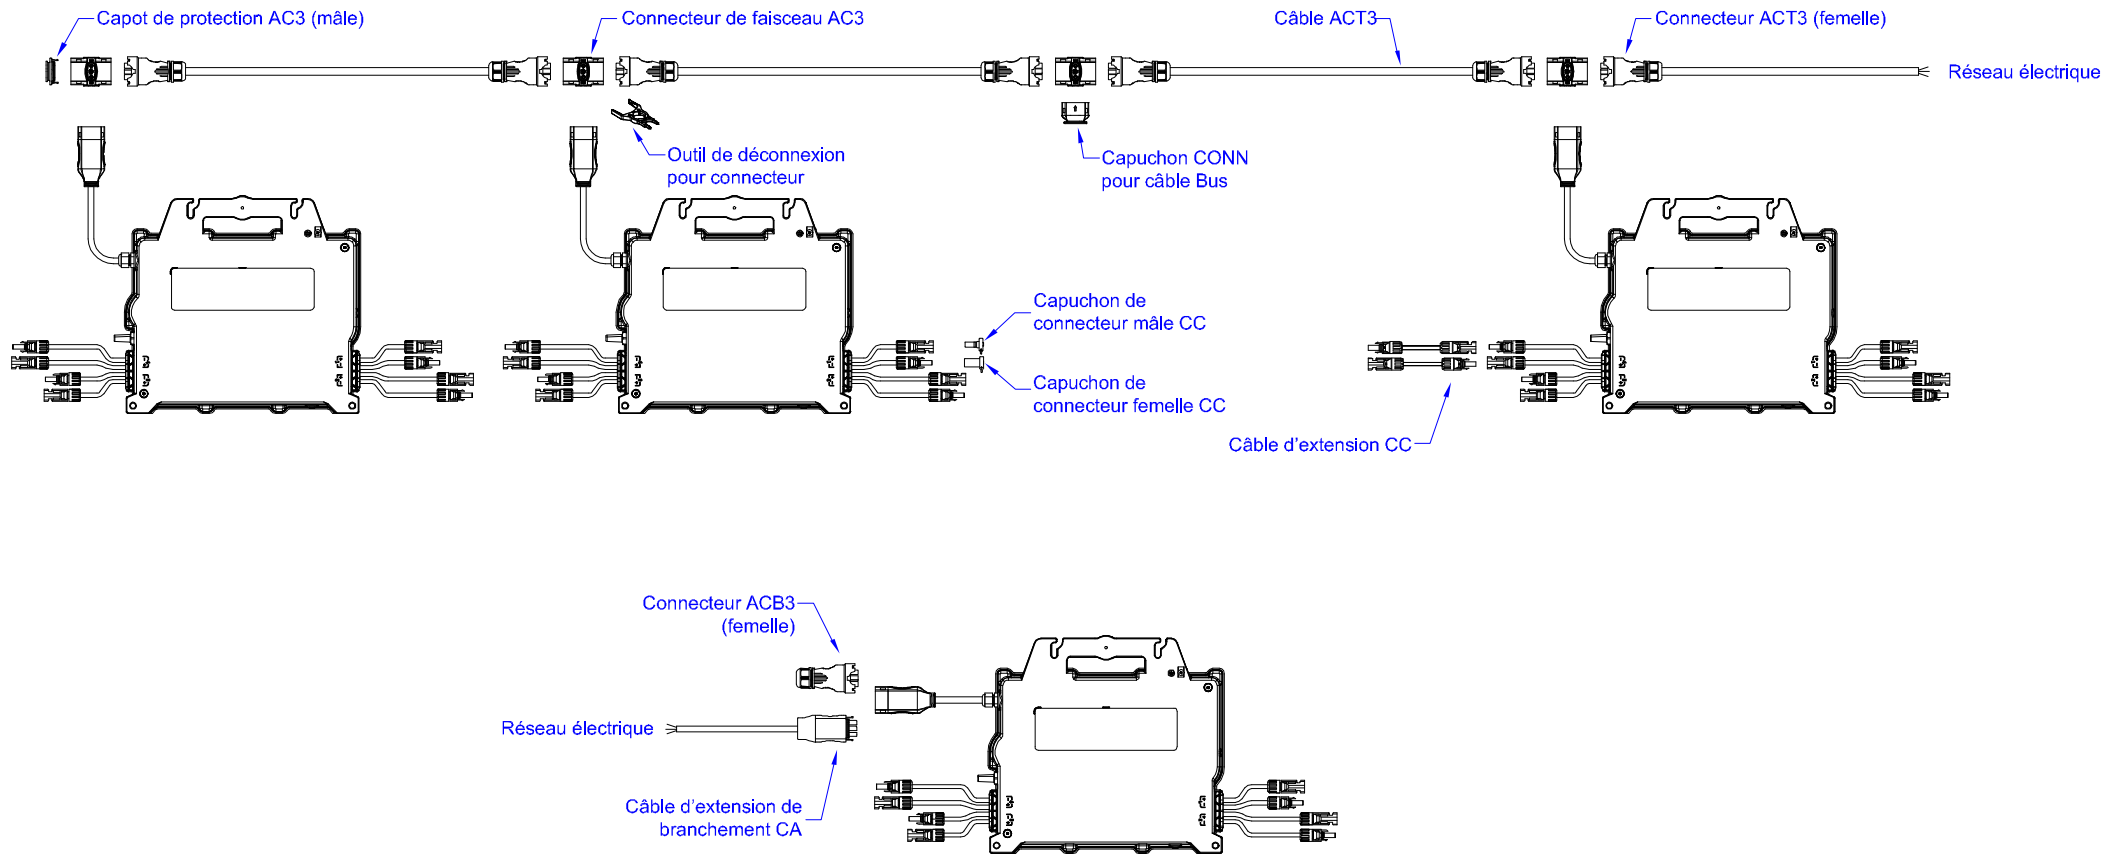 Capot de protection AC3 (mâle)
Connecteur de faisceau AC3
Câble ACT3
Connecteur ACT3 (femelle)
Réseau électrique
Outil de déconnexion
pour connecteur
Capuchon CONN
pour câble Bus
Capuchon de
connecteur mâle CC
Capuchon de
connecteur femelle CC
Câble d'extension CC
Connecteur ACB3
(femelle)
Réseau électrique
Câble d'extension de
branchement CA